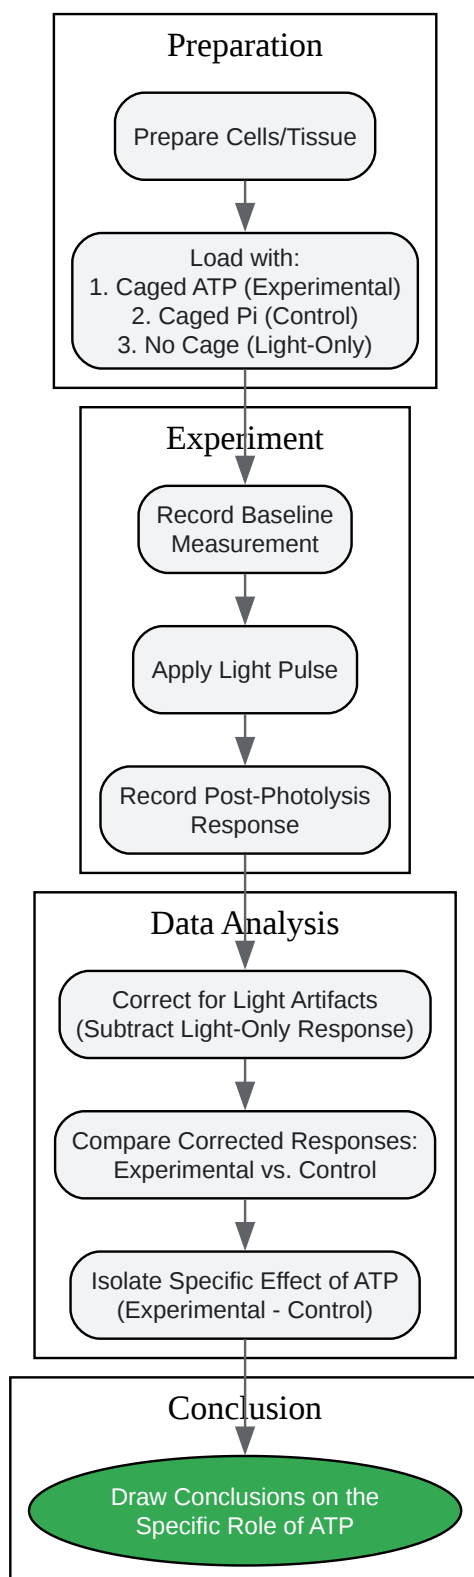 Preparation
Prepare Cells/Tissue
Load with:
1. Caged ATP (Experimental)
2. Caged Pi (Control)
3. No Cage (Light-Only)
Experiment
Record Baseline
Measurement
Apply Light Pulse
Record Post-Photolysis
Response
Data Analysis
Correct for Light Artifacts
(Subtract Light-Only Response)
Compare Corrected Responses:
Experimental vs. Control
Isolate Specific Effect of ATP
(Experimental - Control)
Conclusion
Draw Conclusions on the
Specific Role of ATP